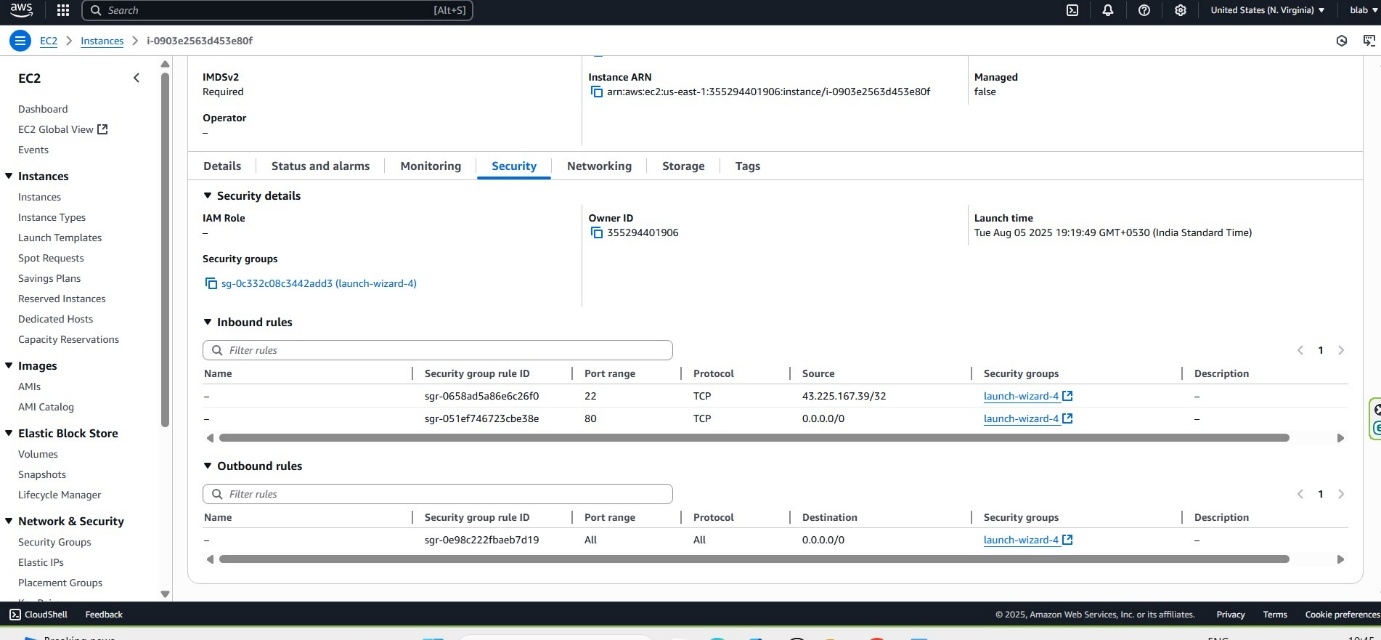 aws Search [Alt+S] United States (N. Virginia) ▼ blab ▼
EC2 > Instances > i-0903e2563d453e80f
EC2
Dashboard
EC2 Global View
Events
Instances
Instances
Instance Types
Launch Templates
Spot Requests
Savings Plans
Reserved Instances
Dedicated Hosts
Capacity Reservations
Images
AMIs
AMI Catalog
Elastic Block Store
Volumes
Snapshots
Lifecycle Manager
Network & Security
Security Groups
Elastic IPs
Placement Groups
IMDSv2
Required
Operator
–
Instance ARN
arn:aws:ec2:us-east-1:355294401906:instance/i-0903e2563d453e80f
Managed
false
Details Status and alarms Monitoring Security Networking Storage Tags
▼ Security details
IAM Role
–
Owner ID
355294401906
Launch time
Tue Aug 05 2025 19:19:49 GMT+0530 (India Standard Time)
Security groups
sg-0c332c08c3442add3 (launch-wizard-4)
▼ Inbound rules
Filter rules
< 1 >
Name Security group rule ID Port range Protocol Source Security groups Description
– sgr-0658ad5a86e6c26f0 22 TCP 43.225.167.39/32 launch-wizard-4 –
– sgr-051ef746723cbe38e 80 TCP 0.0.0.0/0 launch-wizard-4 –
▼ Outbound rules
Filter rules
< 1 >
Name Security group rule ID Port range Protocol Destination Security groups Description
– sgr-0e98c222fbaeb7d19 All All 0.0.0.0/0 launch-wizard-4 –
CloudShell Feedback © 2025, Amazon Web Services, Inc. or its affiliates. Privacy Terms Cookie preferences